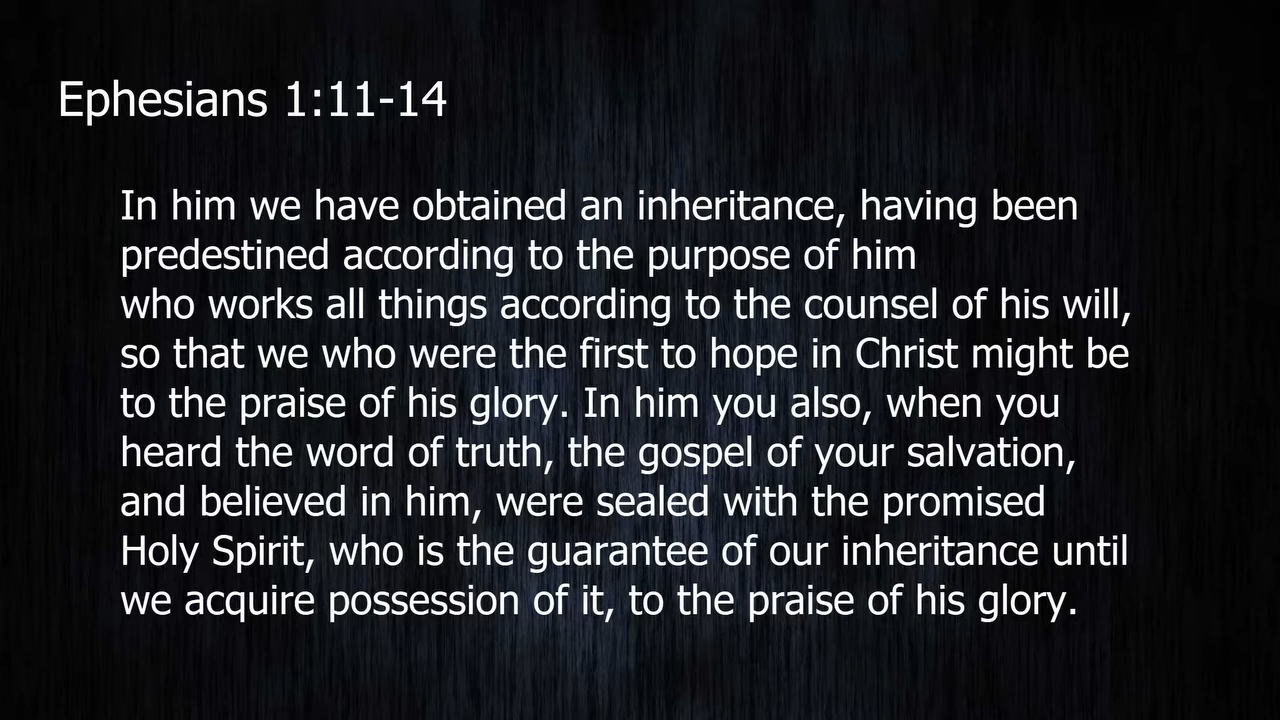 Ephesians 1:11-14
In him we have obtained an inheritance, having been
predestined according to the purpose of him
who works all things according to the counsel of his will,
so that we who were the first to hope in Christ might be
to the praise of his glory. In him you also, when you
heard the word of truth, the gospel of your salvation,
and believed in him, were sealed with the promised
Holy Spirit, who is the guarantee of our inheritance until
we acquire possession of it, to the praise of his glory.